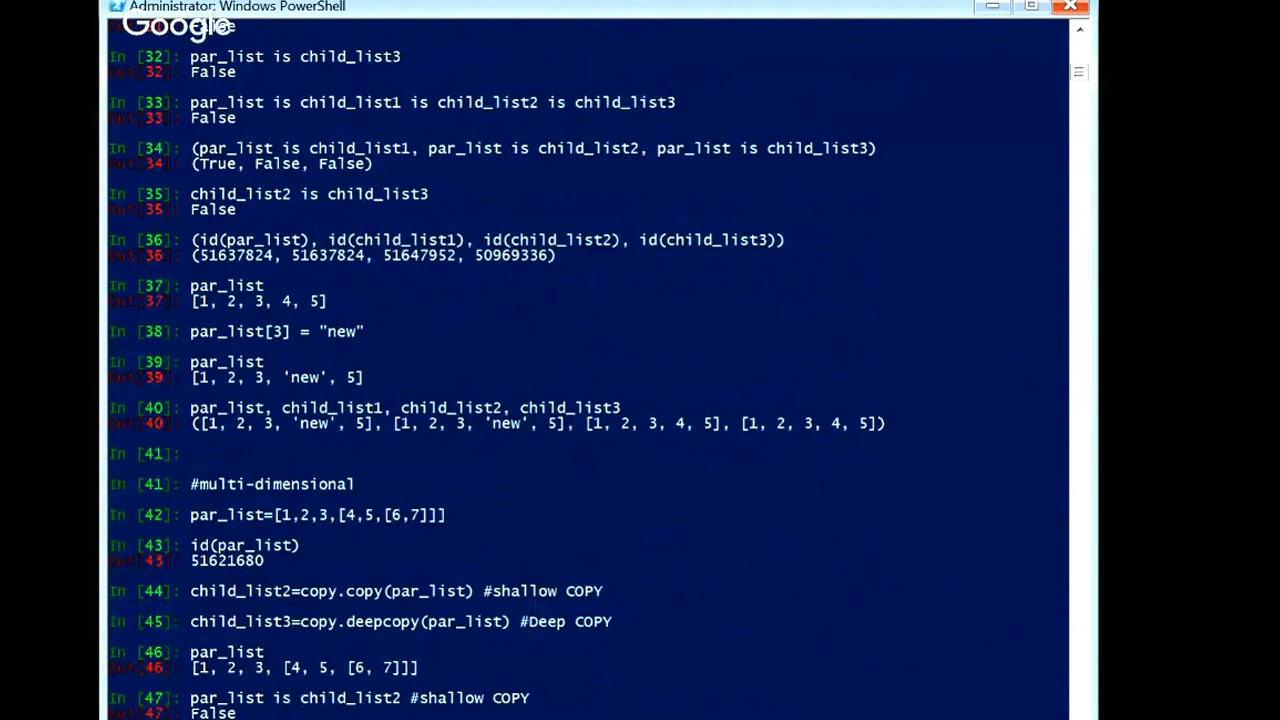 Administrator: Windows PowerShell
Google
False
In [32]: par_list is child_list3
Out[32]: False
In [33]: par_list is child_list1 is child_list2 is child_list3
Out[33]: False
In [34]: (par_list is child_list1, par_list is child_list2, par_list is child_list3)
Out[34]: (True, False, False)
In [35]: child_list2 is child_list3
Out[35]: False
In [36]: (id(par_list), id(child_list1), id(child_list2), id(child_list3))
Out[36]: (51637824, 51637824, 51647952, 50969336)
In [37]: par_list
Out[37]: [1, 2, 3, 4, 5]
In [38]: par_list[3] = "new"
In [39]: par_list
Out[39]: [1, 2, 3, 'new', 5]
In [40]: par_list, child_list1, child_list2, child_list3
Out[40]: ([1, 2, 3, 'new', 5], [1, 2, 3, 'new', 5], [1, 2, 3, 4, 5], [1, 2, 3, 4, 5])
In [41]:
In [41]: #multi-dimensional
In [42]: par_list=[1,2,3,[4,5,[6,7]]]
In [43]: id(par_list)
Out[43]: 51621680
In [44]: child_list2=copy.copy(par_list) #shallow COPY
In [45]: child_list3=copy.deepcopy(par_list) #Deep COPY
In [46]: par_list
Out[46]: [1, 2, 3, [4, 5, [6, 7]]]
In [47]: par_list is child_list2 #shallow COPY
Out[47]: False